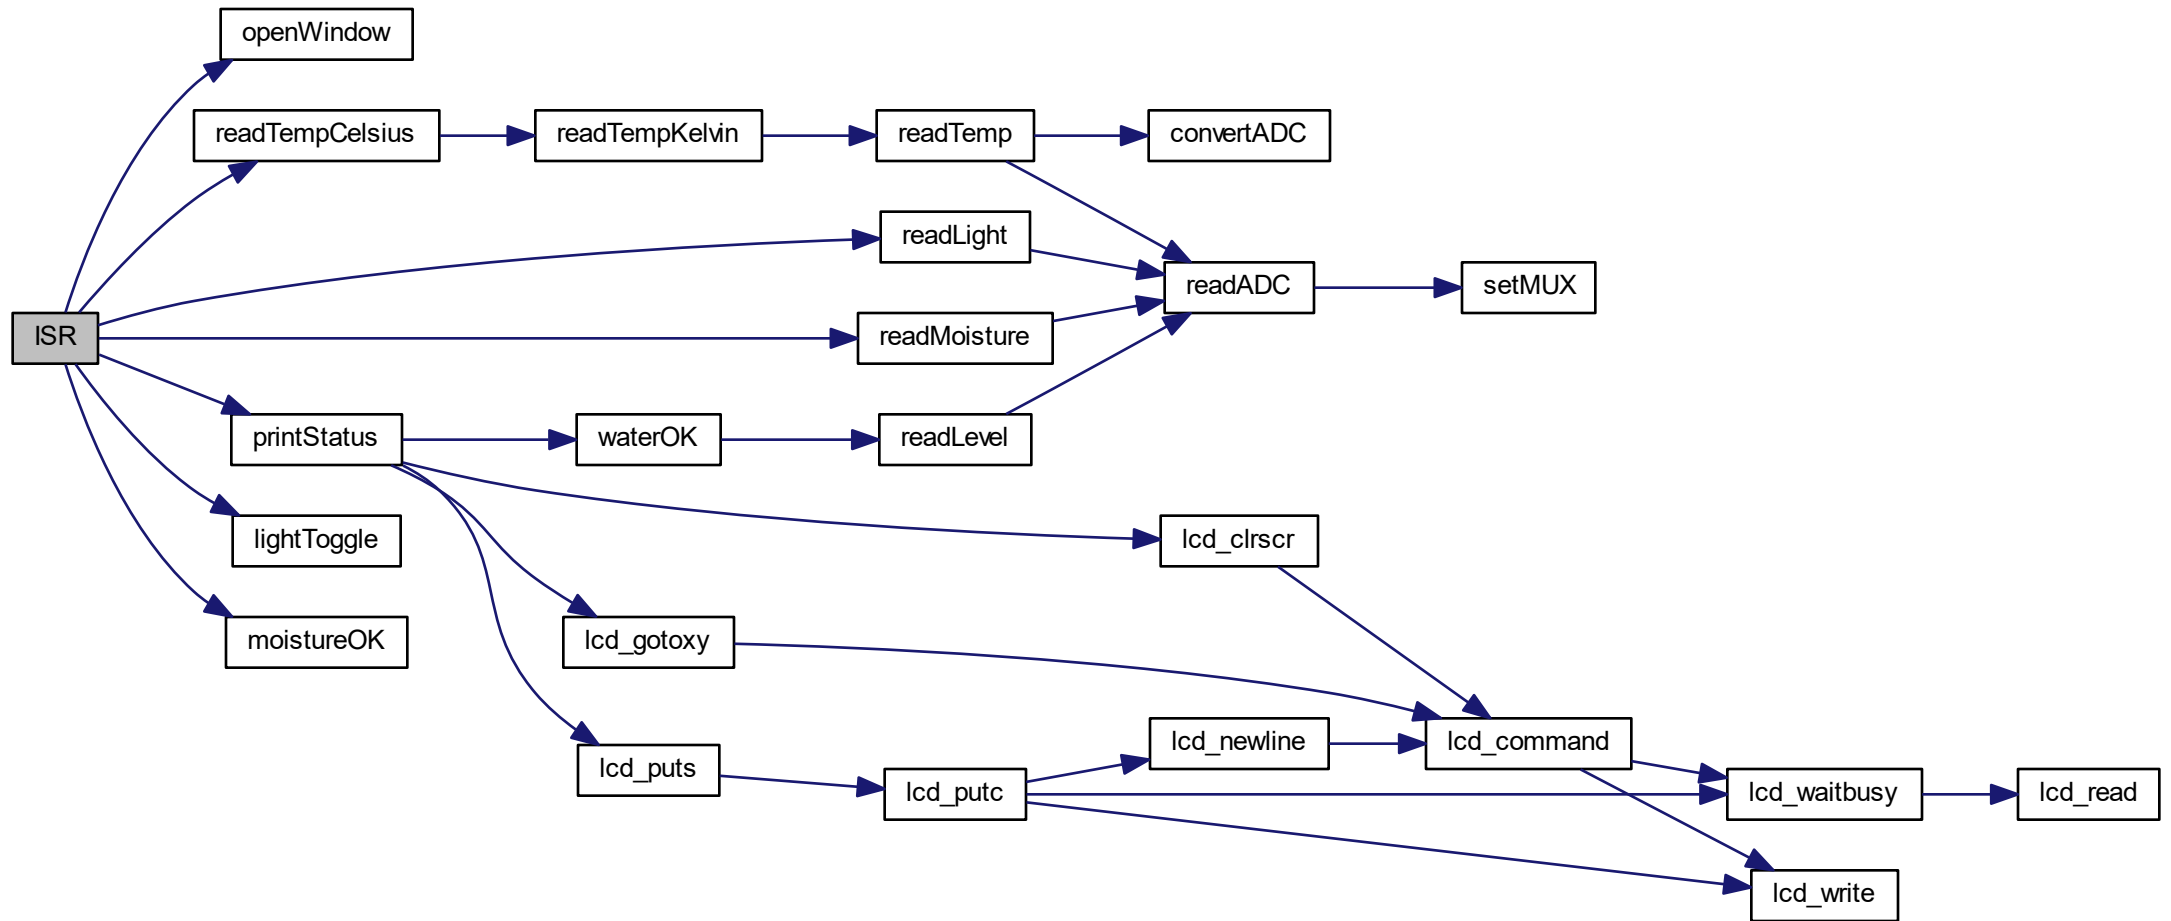 openWindow
readTempCelsius
readTempKelvin
readTemp
convertADC
readLight
readADC
setMUX
ISR
readMoisture
printStatus
waterOK
readLevel
lightToggle
lcd_clrscr
moistureOK
lcd_gotoxy
lcd_newline
lcd_command
lcd_puts
lcd_putc
lcd_waitbusy
lcd_read
lcd_write